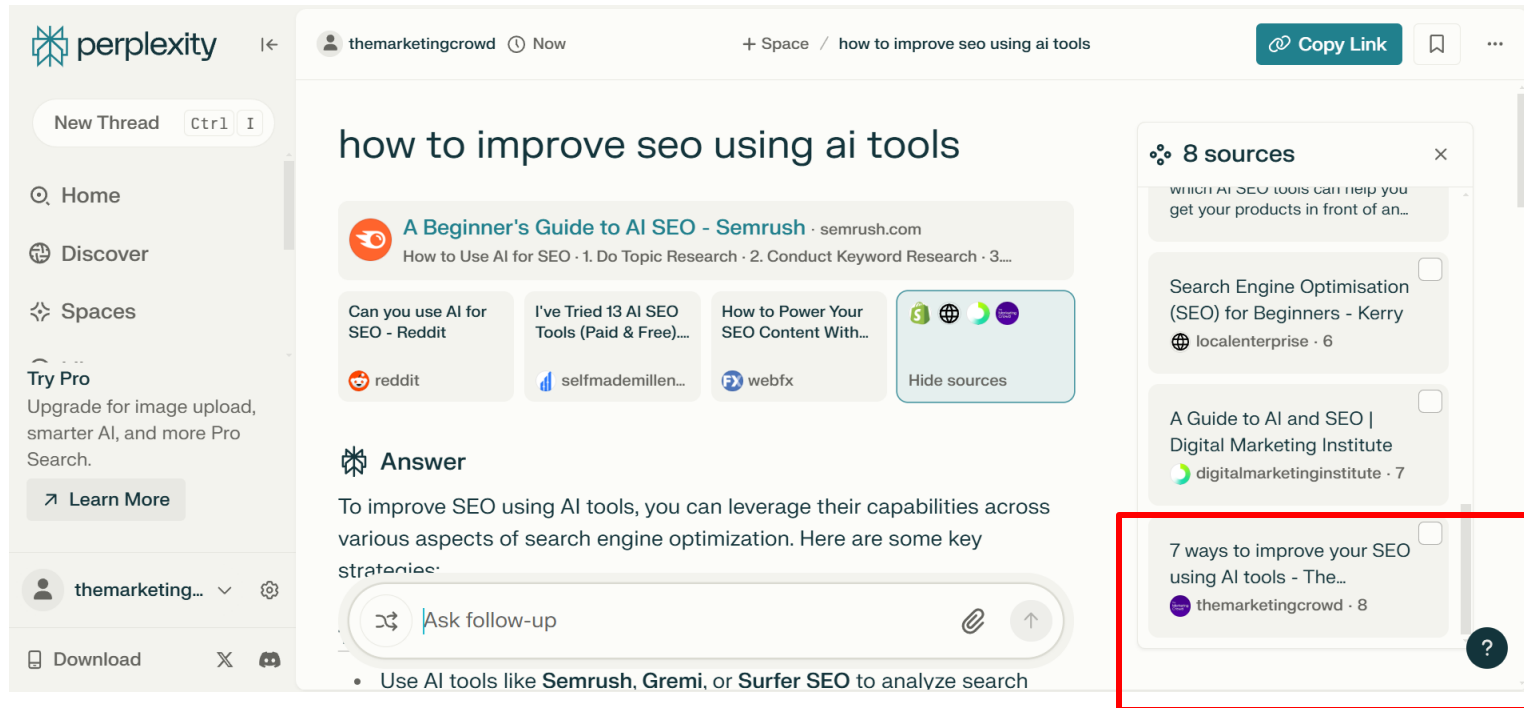 perplexity
New Thread Ctrl I
Home
Discover
Spaces
Try Pro
Upgrade for image upload,
smarter AI, and more Pro
Search.
Learn More
themarketing...
Download
themarketingcrowd Now
+ Space / how to improve seo using ai tools
Copy Link
how to improve seo using ai tools
A Beginner's Guide to AI SEO - Semrush · semrush.com
How to Use AI for SEO · 1. Do Topic Research · 2. Conduct Keyword Research · 3....
Can you use AI for
SEO - Reddit
reddit
I've Tried 13 AI SEO
Tools (Paid & Free)....
selfmademillen...
How to Power Your
SEO Content With...
webfx
Hide sources
Answer
To improve SEO using AI tools, you can leverage their capabilities across
various aspects of search engine optimization. Here are some key
strategies:
Ask follow-up
• Use AI tools like Semrush, Gremi, or Surfer SEO to analyze search
8 sources
which AI SEO tools can help you
get your products in front of an...
Search Engine Optimisation
(SEO) for Beginners - Kerry
localenterprise · 6
A Guide to AI and SEO |
Digital Marketing Institute
digitalmarketinginstitute · 7
7 ways to improve your SEO
using AI tools - The...
themarketingcrowd · 8
?